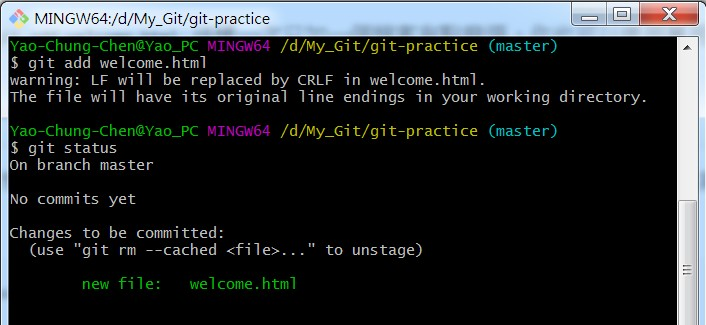 MINGW64:/d/My_Git/git-practice
Yao-Chung-Chen@Yao_PC MINGW64 /d/My_Git/git-practice (master)
$ git add welcome.html
warning: LF will be replaced by CRLF in welcome.html.
The file will have its original line endings in your working directory.
Yao-Chung-Chen@Yao_PC MINGW64 /d/My_Git/git-practice (master)
$ git status
On branch master
No commits yet
Changes to be committed:
  (use "git rm --cached <file>..." to unstage)
        new file:   welcome.html